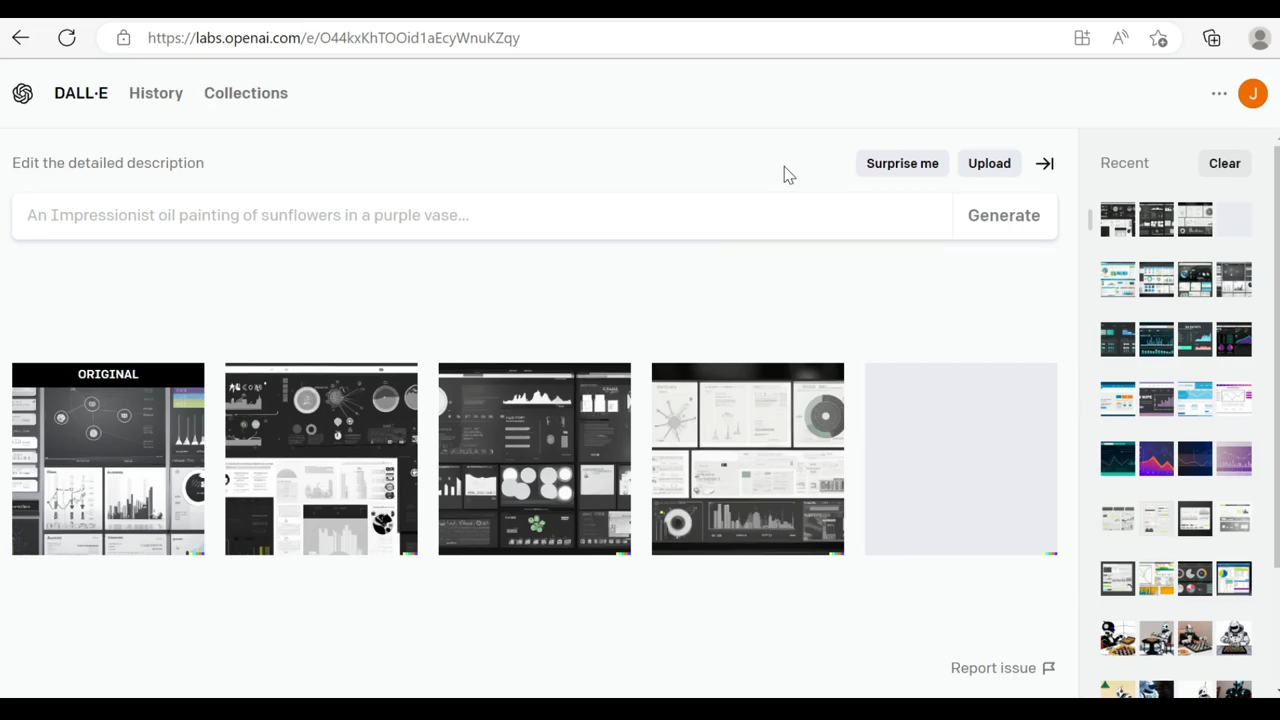 https://labs.openai.com/e/O44kxKhTOOid1aEcyWnuKZqy
DALL·E History Collections
J
Edit the detailed description
Surprise me
Upload
Recent
Clear
An Impressionist oil painting of sunflowers in a purple vase...
Generate
ORIGINAL
Report issue